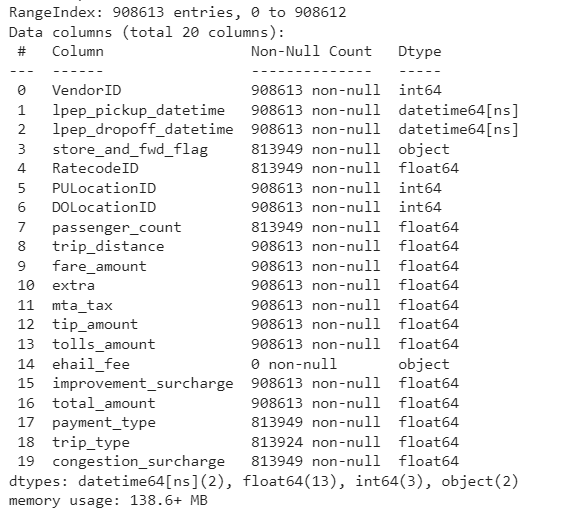 RangeIndex: 908613 entries, 0 to 908612
Data columns (total 20 columns):
 #   Column                 Non-Null Count   Dtype
---  ------                 --------------   -----
 0   VendorID               908613 non-null  int64
 1   lpep_pickup_datetime   908613 non-null  datetime64[ns]
 2   lpep_dropoff_datetime  908613 non-null  datetime64[ns]
 3   store_and_fwd_flag     813949 non-null  object
 4   RatecodeID             813949 non-null  float64
 5   PULocationID           908613 non-null  int64
 6   DOLocationID           908613 non-null  int64
 7   passenger_count        813949 non-null  float64
 8   trip_distance          908613 non-null  float64
 9   fare_amount            908613 non-null  float64
 10  extra                  908613 non-null  float64
 11  mta_tax                908613 non-null  float64
 12  tip_amount             908613 non-null  float64
 13  tolls_amount           908613 non-null  float64
 14  ehail_fee              0 non-null       object
 15  improvement_surcharge  908613 non-null  float64
 16  total_amount           908613 non-null  float64
 17  payment_type           813949 non-null  float64
 18  trip_type              813924 non-null  float64
 19  congestion_surcharge   813949 non-null  float64
dtypes: datetime64[ns](2), float64(13), int64(3), object(2)
memory usage: 138.6+ MB